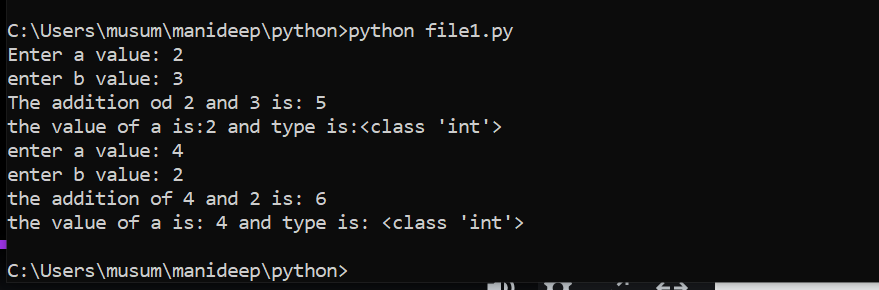 C:\Users\musum\manideep\python>python file1.py
Enter a value: 2
enter b value: 3
The addition od 2 and 3 is: 5
the value of a is:2 and type is:<class 'int'>
enter a value: 4
enter b value: 2
the addition of 4 and 2 is: 6
the value of a is: 4 and type is: <class 'int'>
C:\Users\musum\manideep\python>